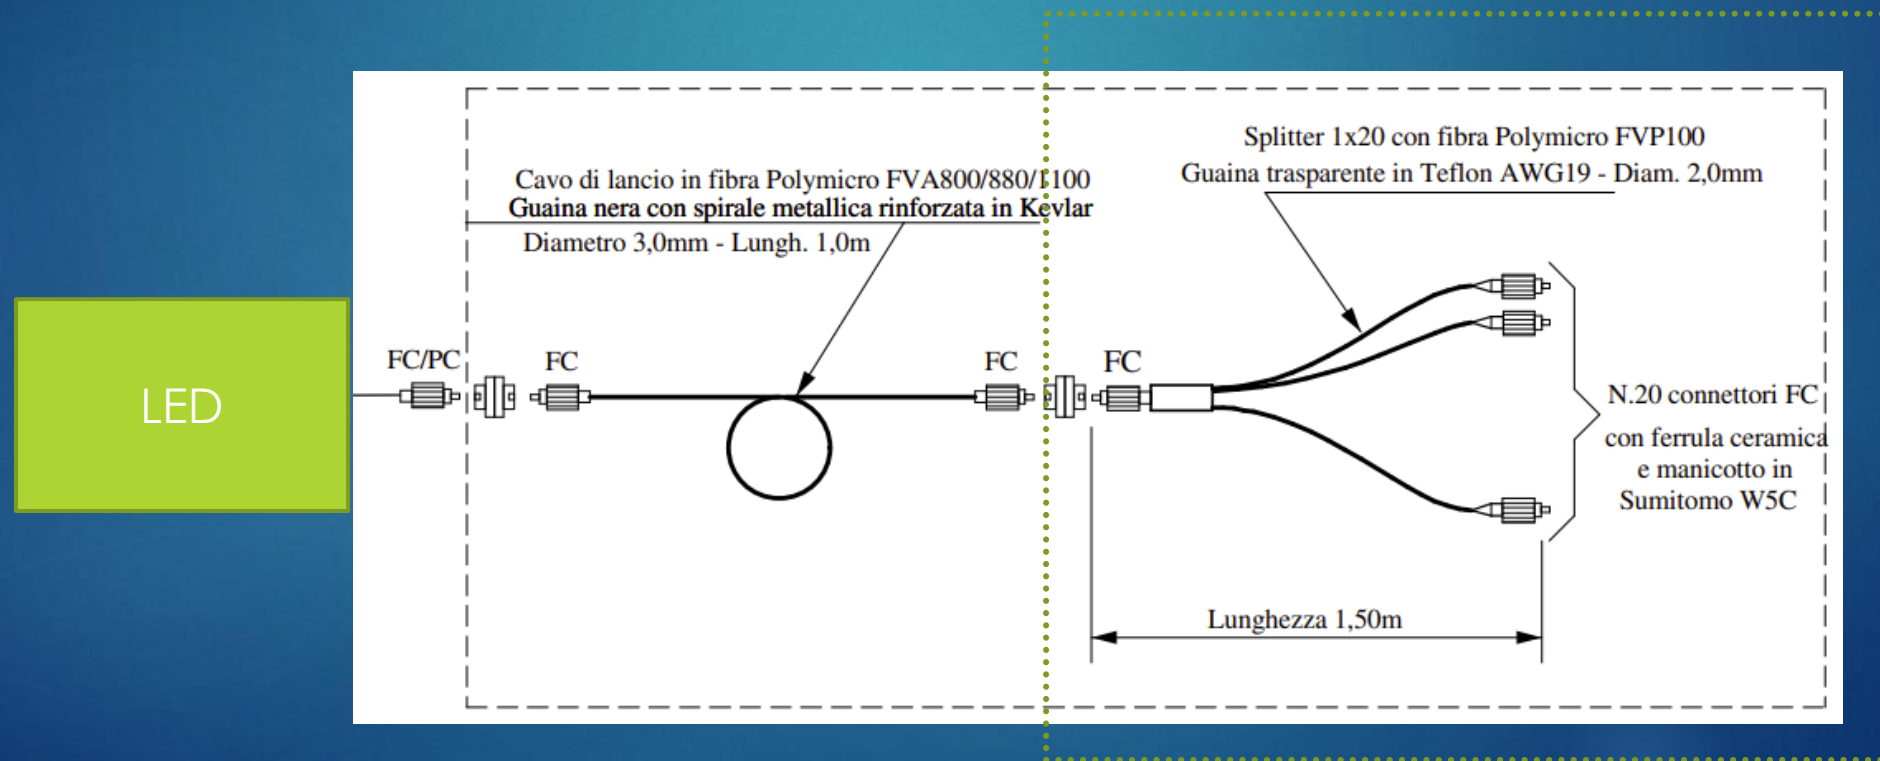 Splitter 1x20 con fibra Polymicro FVP100
Guaina trasparente in Teflon AWG19 - Diam. 2,0mm
Cavo di lancio in fibra Polymicro FVA800/880/1100
Guaina nera con spirale metallica rinforzata in Kevlar
Diametro 3,0mm - Lungh. 1,0m
LED
FC/PC
FC
FC
FC
N.20 connettori FC
con ferrula ceramica
e manicotto in
Sumitomo W5C
Lunghezza 1,50m